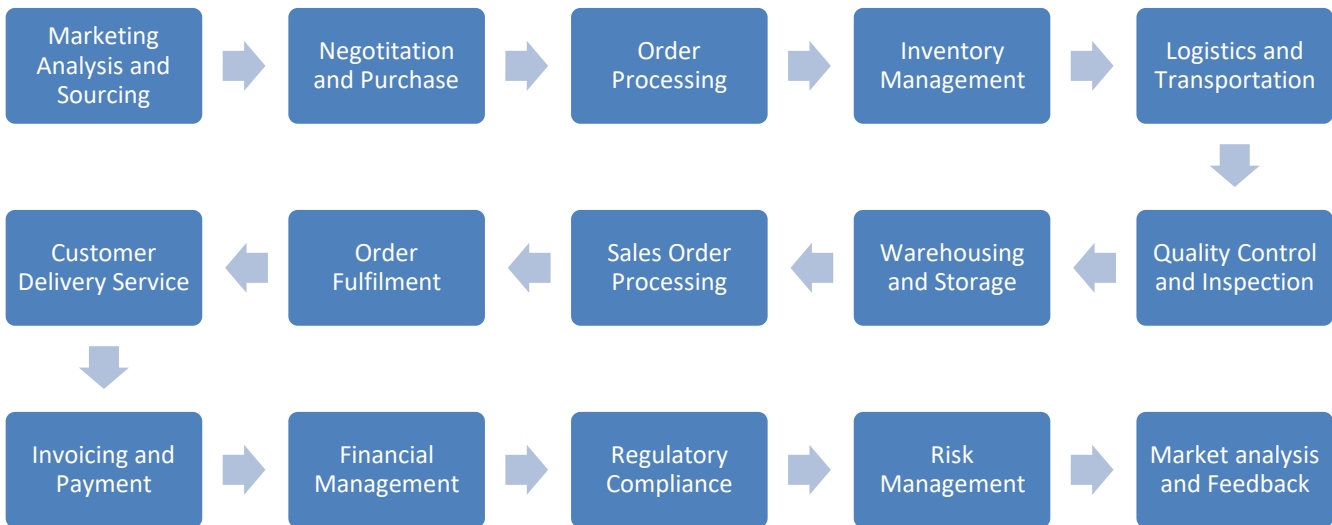 Marketing
Analysis and
Sourcing
Negotitation
and Purchase
Order
Processing
Inventory
Management
Logistics and
Transportation
Quality Control
and Inspection
Warehousing
and Storage
Sales Order
Processing
Order
Fulfilment
Customer
Delivery Service
Invoicing and
Payment
Financial
Management
Regulatory
Compliance
Risk
Management
Market analysis
and Feedback